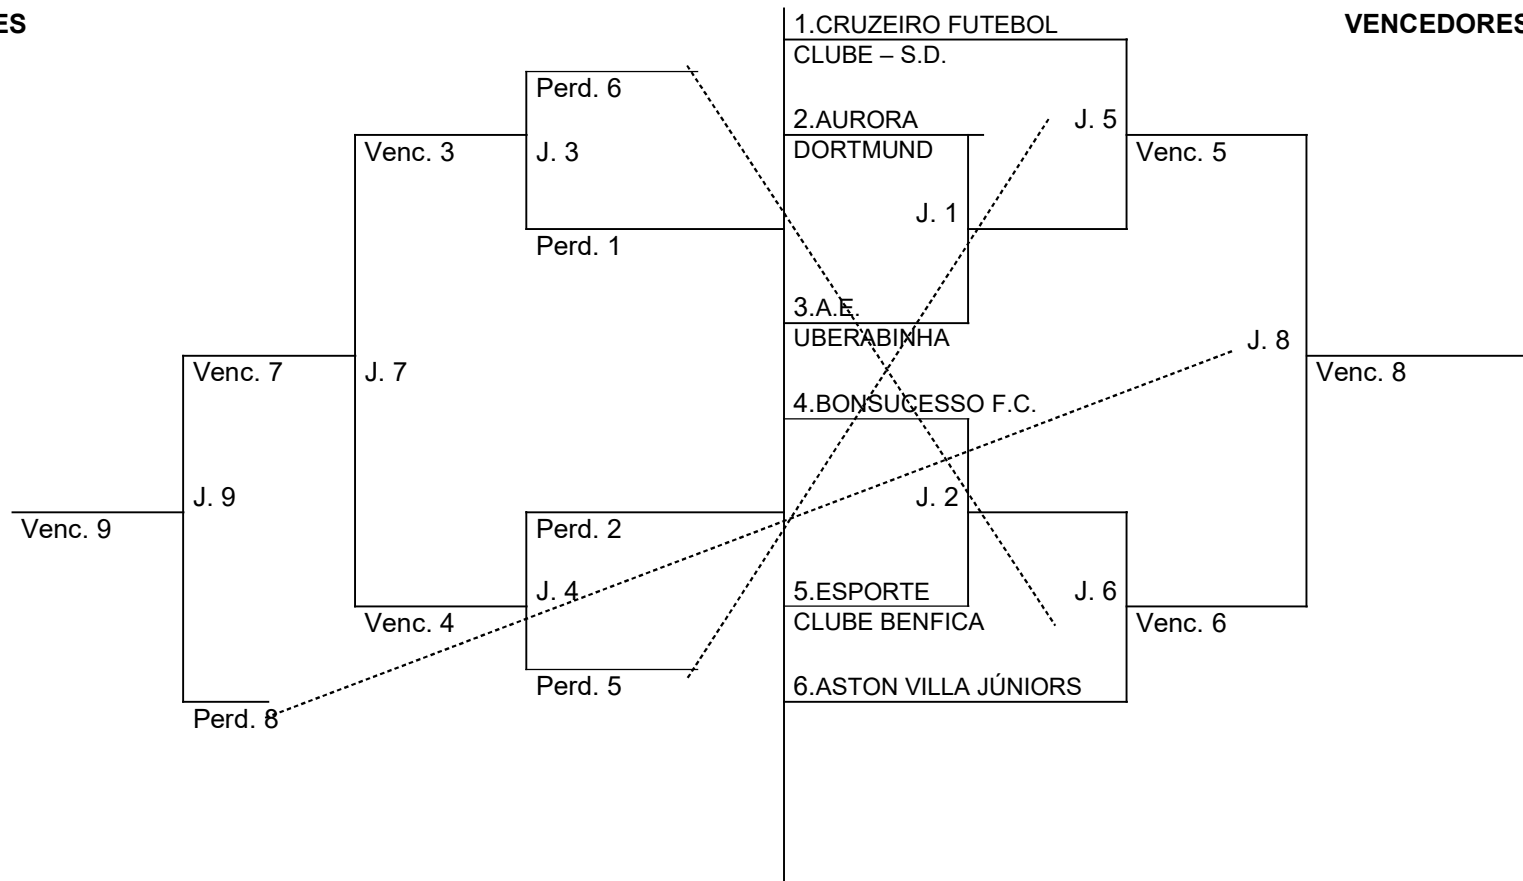 ES
VENCEDORES
1.CRUZEIRO FUTEBOL
CLUBE – S.D.
Perd. 6
2.AURORA
J. 5
Venc. 3
J. 3
DORTMUND
Venc. 5
J. 1
Perd. 1
3.A.E.
UBERABINHA
J. 8
Venc. 7
J. 7
Venc. 8
4.BONSUCESSO F.C.
J. 9
J. 2
Venc. 9
Perd. 2
J. 4
5.ESPORTE
J. 6
Venc. 4
CLUBE BENFICA
Venc. 6
Perd. 5
6.ASTON VILLA JÚNIORS
Perd. 8